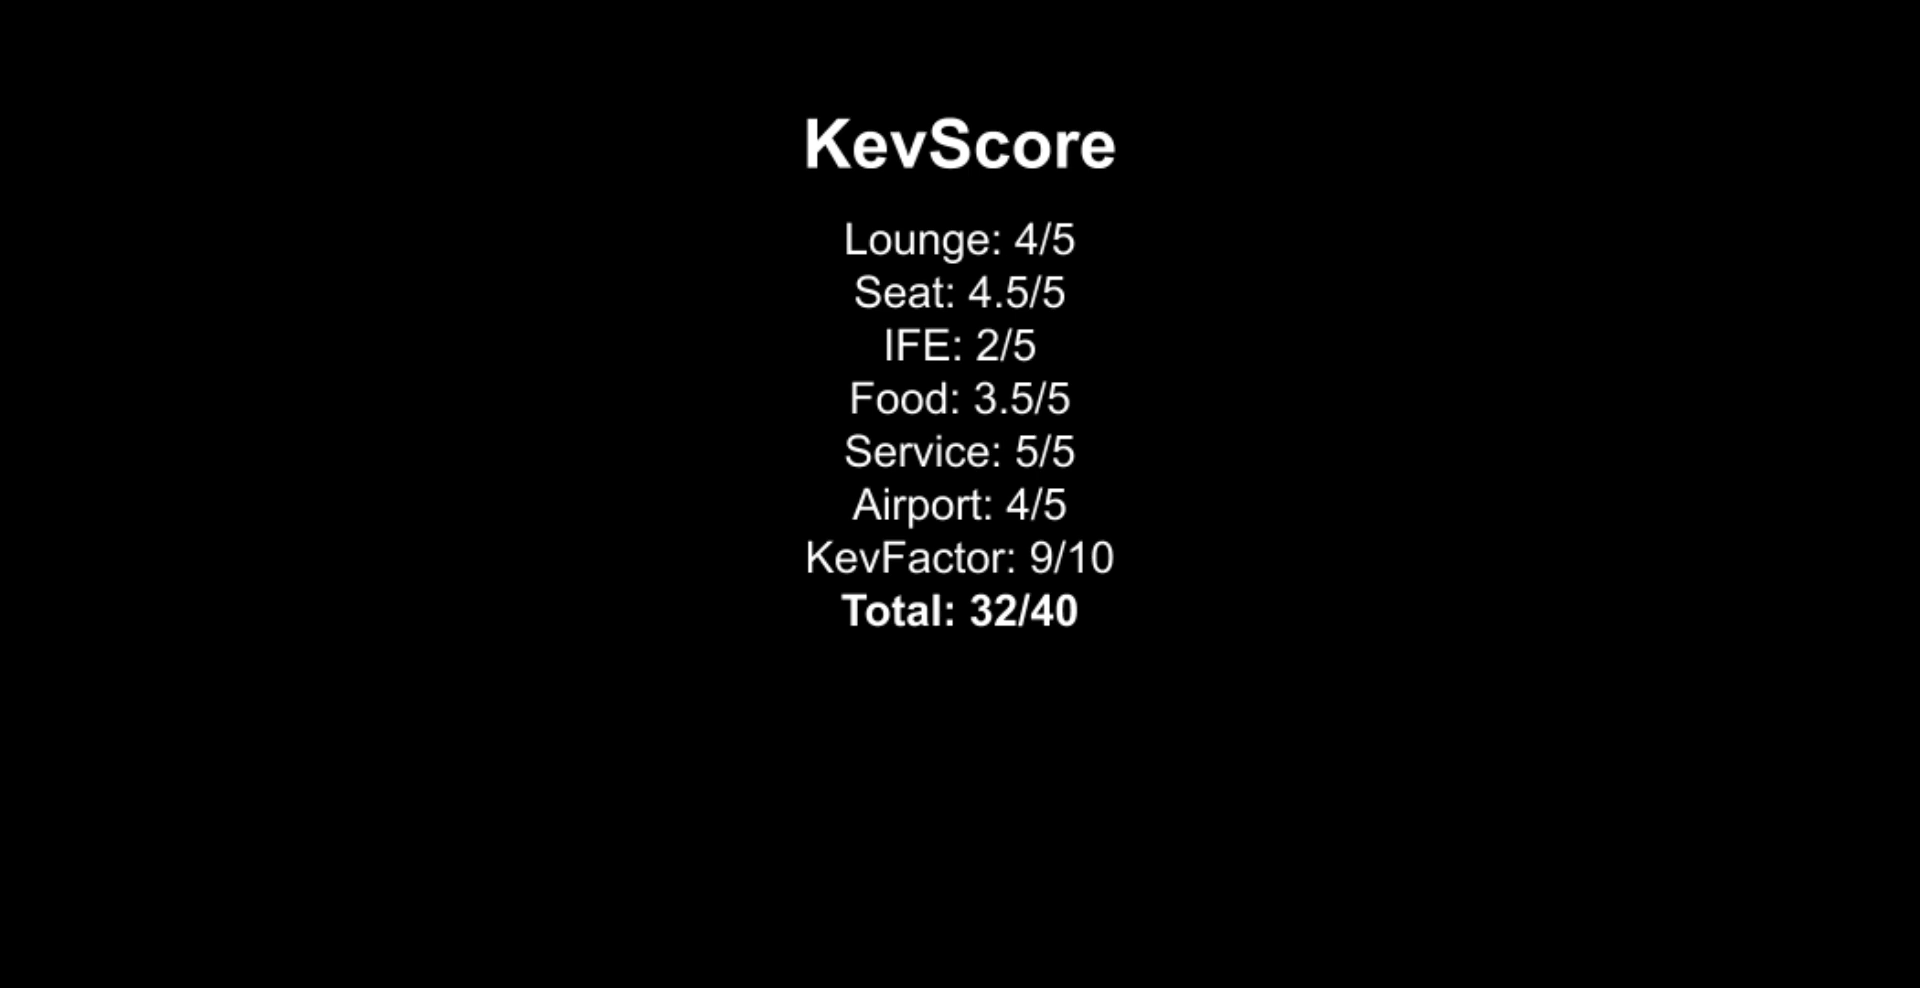 KevScore
Lounge: 4/5
Seat: 4.5/5
IFE: 2/5
Food: 3.5/5
Service: 5/5
Airport: 4/5
KevFactor: 9/10
Total: 32/40